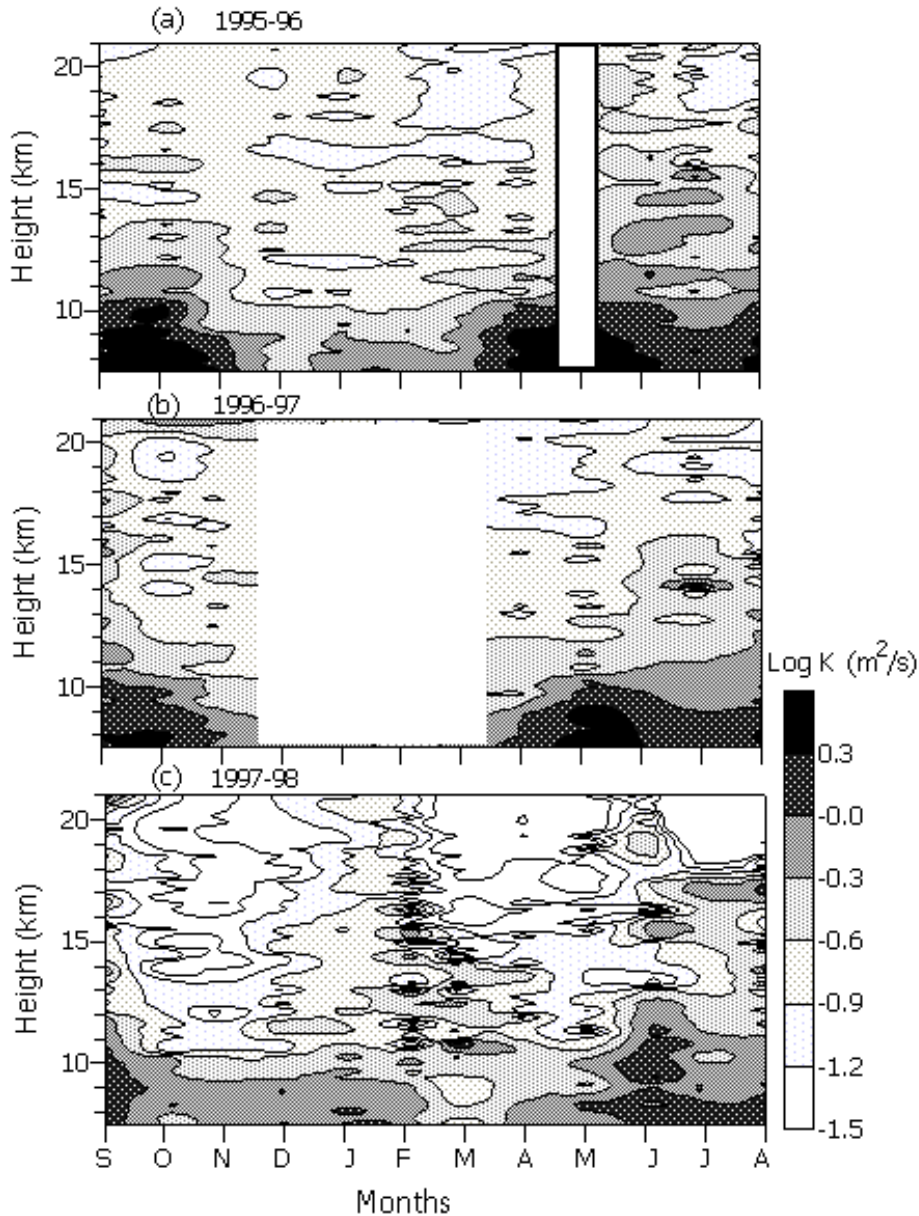 (a) 1995-96
20
15
10
Height (km)
(b) 1996-97
20
15
10
Height (km)
Log K (m²/s)
0.3
-0.0
-0.3
-0.6
-0.9
-1.2
-1.5
(c) 1997-98
20
15
10
Height (km)
S O N D J F M A M J J A
Months